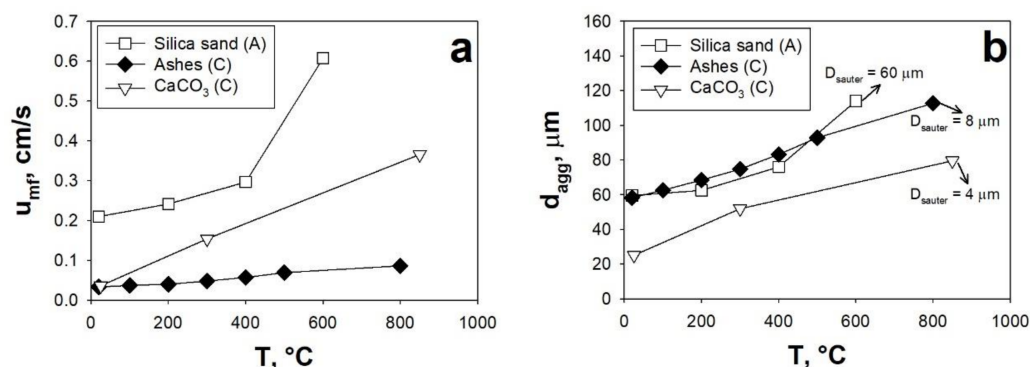 a
Silica sand (A)
Ashes (C)
CaCO₃ (C)
u_mf, cm/s
0.7
0.6
0.5
0.4
0.3
0.2
0.1
0.0
0 200 400 600 800 1000
T, °C
b
Silica sand (A)
Ashes (C)
CaCO₃ (C)
D_sauter = 60 μm
D_sauter = 8 μm
D_sauter = 4 μm
d_agg, μm
160
140
120
100
80
60
40
20
0
0 200 400 600 800 1000
T, °C